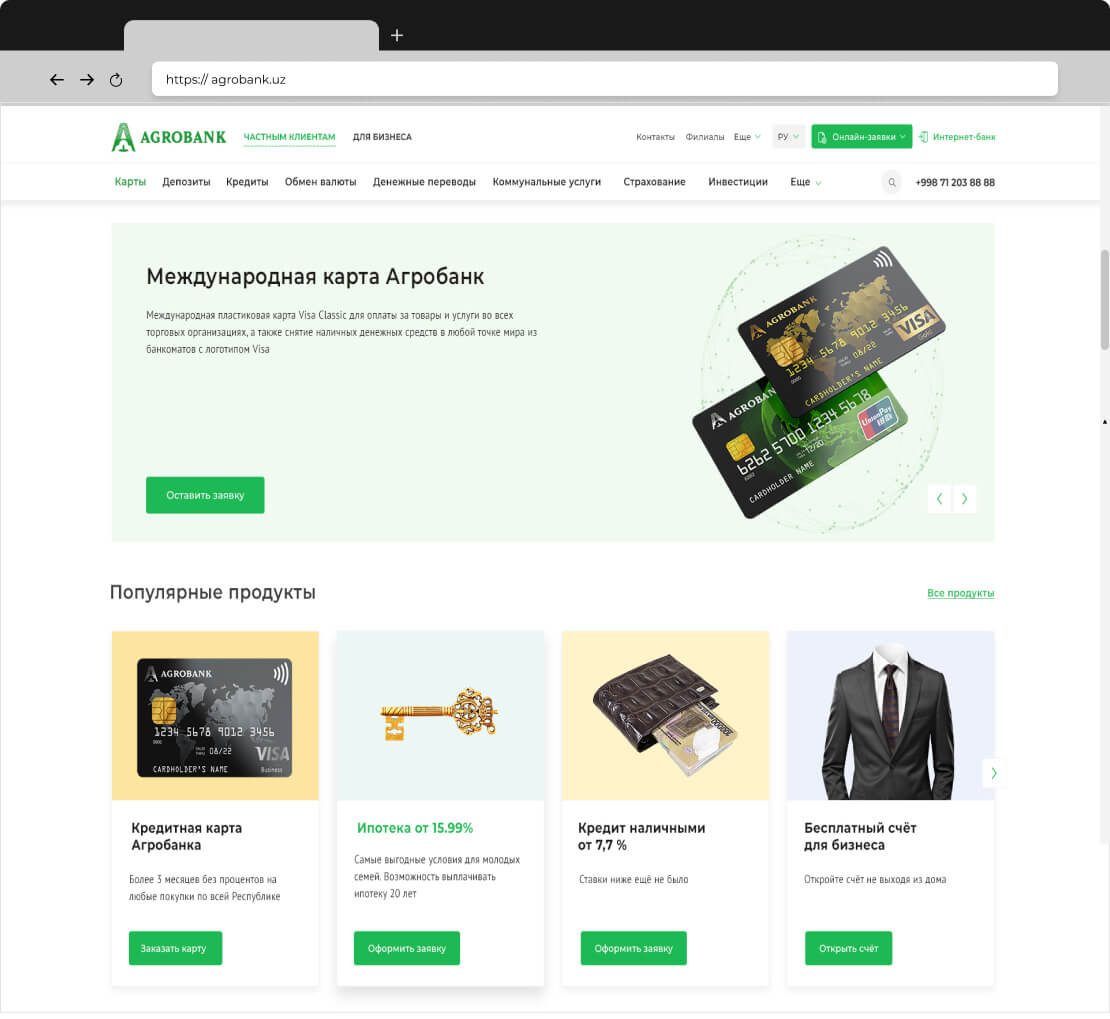 https:// agrobank.uz
AGROBANK
ЧАСТНЫМ КЛИЕНТАМ
ДЛЯ БИЗНЕСА
Контакты
Филиалы
Еще
РУ
Онлайн-заявки
Интернет-банк
Карты
Депозиты
Кредиты
Обмен валюты
Денежные переводы
Коммунальные услуги
Страхование
Инвестиции
Еще
+998 71 203 88 88
Международная карта Агробанк
Международная пластиковая карта Visa Classic для оплаты за товары и услуги во всех
торговых организациях, а также снятие наличных денежных средств в любой точке мира из
банкоматов с логотипом Visa
AGROBANK
1234 5678 9012 3456
0000
08/22
VISA
Gold
CARDHOLDER'S NAME
AGROBANK
6262 5700 1234 5678
12/20
UnionPay
银联
CARDHOLDER NAME
Оставить заявку
Популярные продукты
Все продукты
AGROBANK
1234 5678 9012 3456
0000
VALID
THRU
08/22
VISA
CARDHOLDER'S NAME
Business
Кредитная карта
Агробанка
Более 3 месяцев без процентов на
любые покупки по всей Республике
Заказать карту
Ипотека от 15.99%
Самые выгодные условия для молодых
семей. Возможность выплачивать
ипотеку 20 лет
Оформить заявку
Кредит наличными
от 7,7 %
Ставки ниже ещё не было
Оформить заявку
Бесплатный счёт
для бизнеса
Откройте счёт не выходя из дома
Открыть счёт